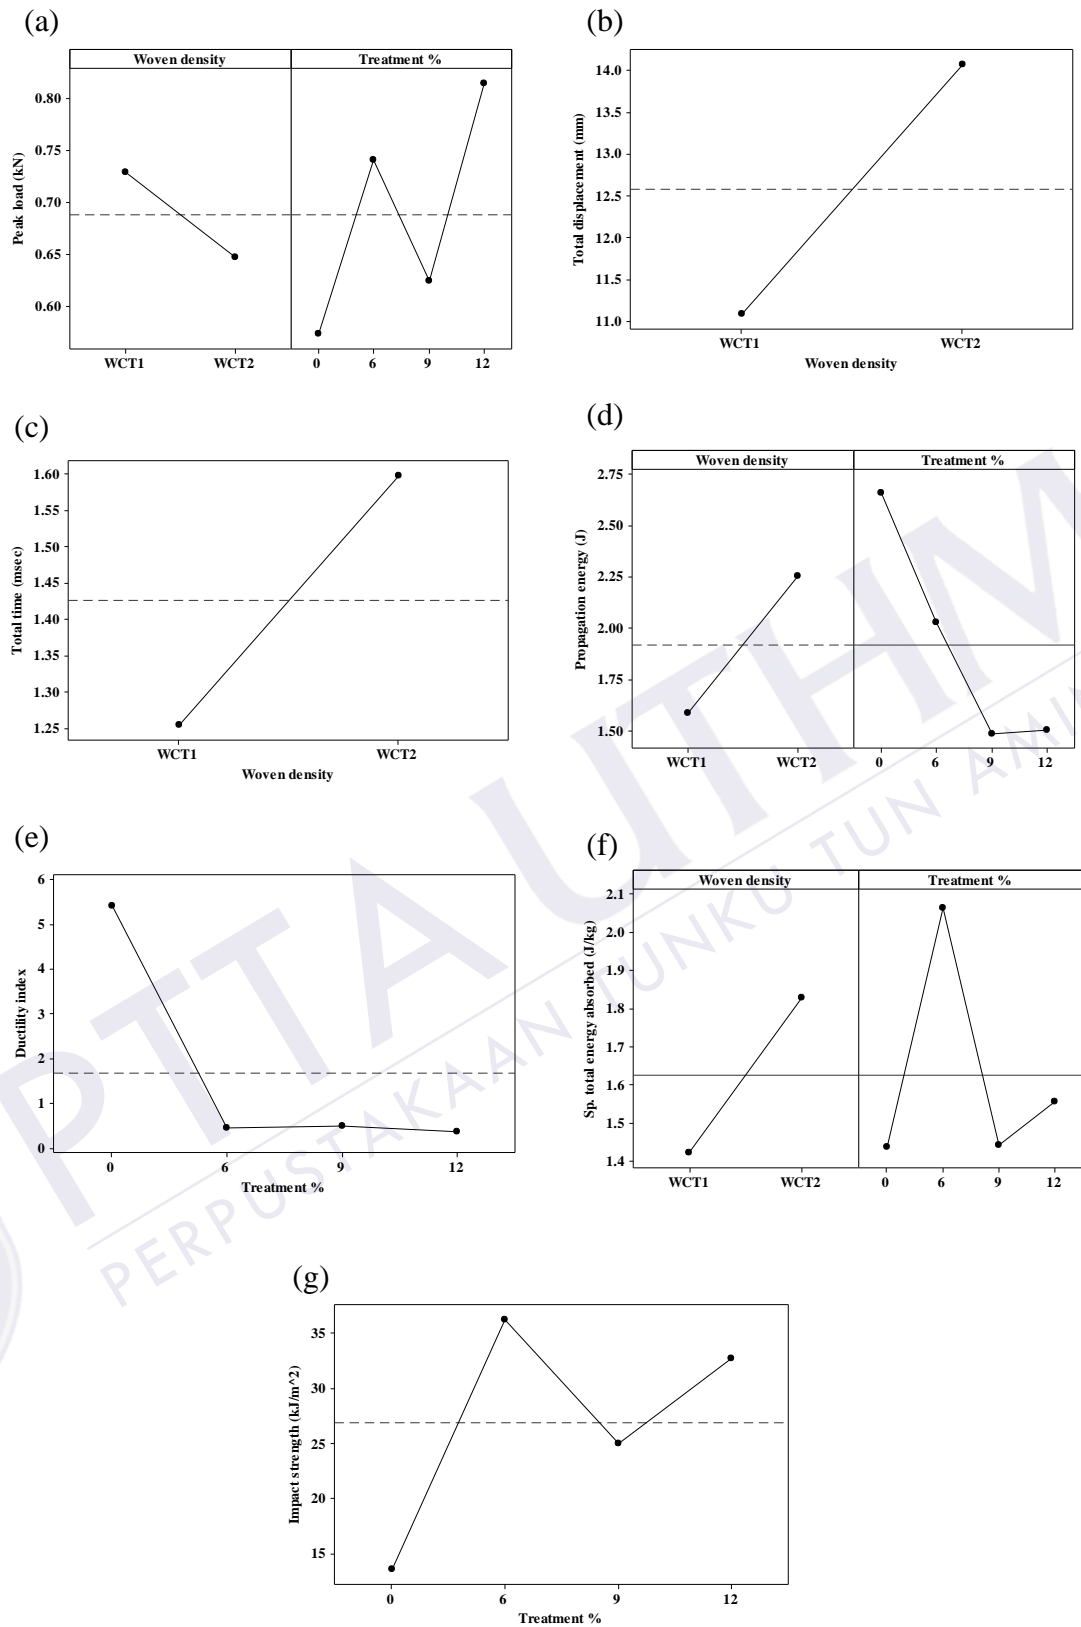 (a)
Woven density Treatment %
Peak load (kN)
0.80
0.75
0.70
0.65
0.60
WCT1 WCT2 0 6 9 12
(b)
Total displacement (mm)
14.0
13.5
13.0
12.5
12.0
11.5
11.0
WCT1 WCT2
Woven density
(c)
Total time (msec)
1.60
1.55
1.50
1.45
1.40
1.35
1.30
1.25
WCT1 WCT2
Woven density
(d)
Woven density Treatment %
Propagation energy (J)
2.75
2.50
2.25
2.00
1.75
1.50
WCT1 WCT2 0 6 9 12
(e)
Ductility index
6
5
4
3
2
1
0
0 6 9 12
Treatment %
(f)
Woven density Treatment %
Sp. total energy absorbed (J/kg)
2.1
2.0
1.9
1.8
1.7
1.6
1.5
1.4
WCT1 WCT2 0 6 9 12
(g)
Impact strength (kJ/m^2)
35
30
25
20
15
0 6 9 12
Treatment %
PTTA UTHM
PERPUSTAKAAN TUNKU TUN AMIN